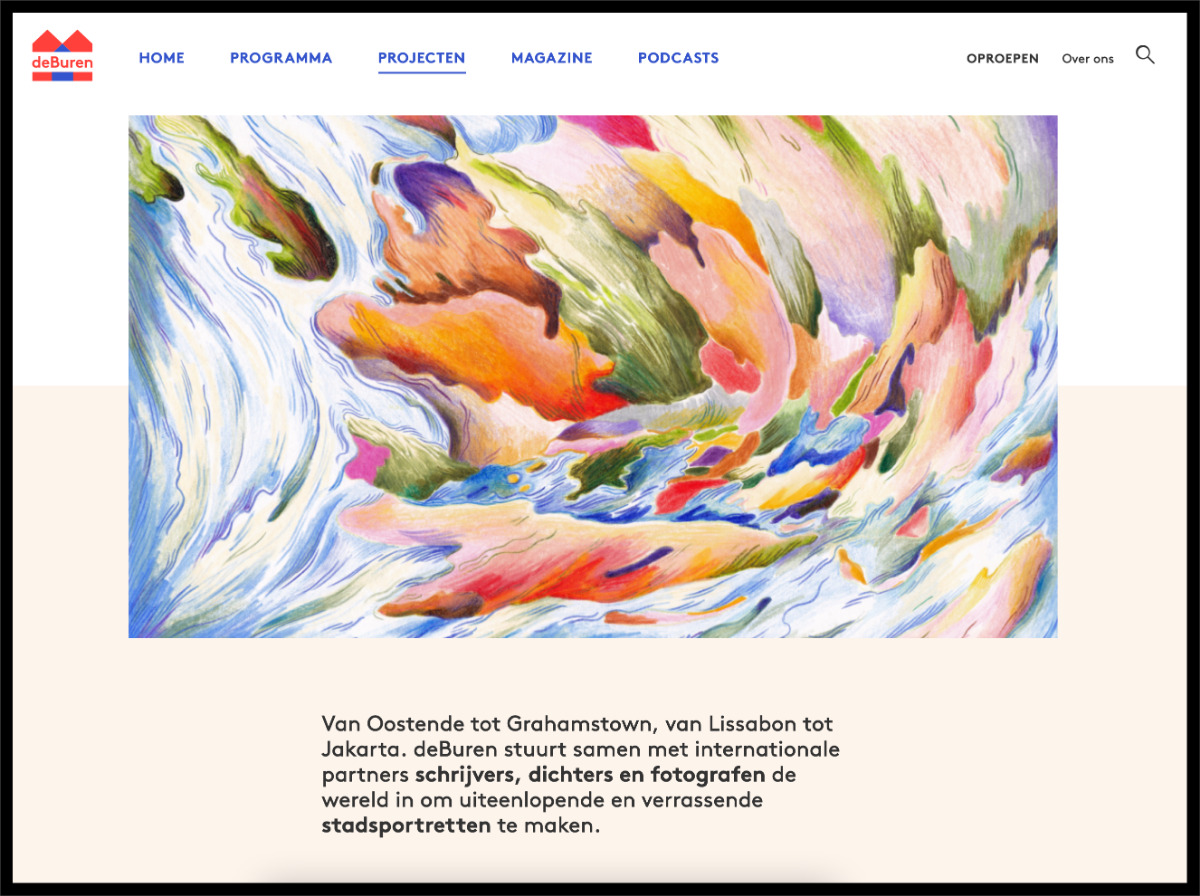 deBuren
HOME
PROGRAMMA
PROJECTEN
MAGAZINE
PODCASTS
OPROEPEN
Over ons
Van Oostende tot Grahamstown, van Lissabon tot
Jakarta. deBuren stuurt samen met internationale
partners schrijvers, dichters en fotografen de
wereld in om uiteenlopende en verrassende
stadsportretten te maken.